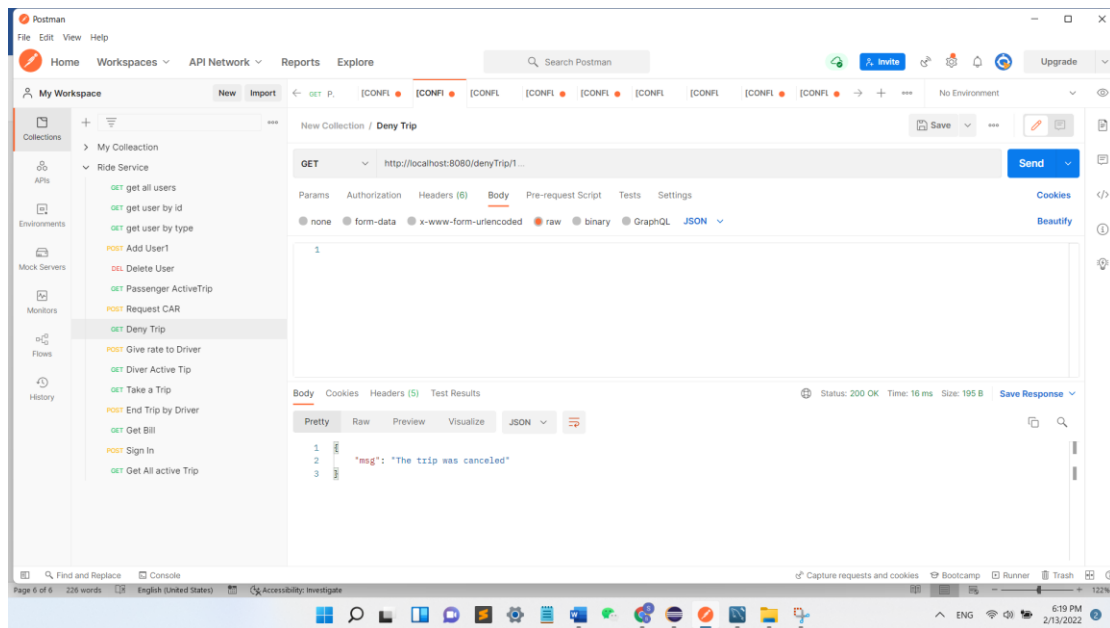 Postman
File Edit View Help
Home Workspaces API Network Reports Explore Search Postman Invite Upgrade
My Workspace New Import GET P. [CONFL [CONFI [CONFL [CONFL [CONFL [CONFL [CONFL [CONFL [CONFL No Environment
Collections
APIs
Environments
Mock Servers
Monitors
Flows
History
My Colleaction
Ride Service
GET get all users
GET get user by id
GET get user by type
POST Add User1
DEL Delete User
GET Passenger ActiveTrip
POST Request CAR
GET Deny Trip
POST Give rate to Driver
GET Diver Active Tip
GET Take a Trip
POST End Trip by Driver
GET Get Bill
POST Sign In
GET Get All active Trip
New Collection / Deny Trip Save
GET http://localhost:8080/denyTrip/1... Send
Params Authorization Headers (6) Body Pre-request Script Tests Settings Cookies
none form-data x-www-form-urlencoded raw binary GraphQL JSON Beautify
1
Body Cookies Headers (5) Test Results Status: 200 OK Time: 16 ms Size: 195 B Save Response
Pretty Raw Preview Visualize JSON
1 {
2 "msg": "The trip was canceled"
3 }
Find and Replace Console Capture requests and cookies Bootcamp Runner Trash
Page 6 of 6 226 words English (United States) Accessibility: Investigate 122%
ENG 6:19 PM
2/13/2022 2